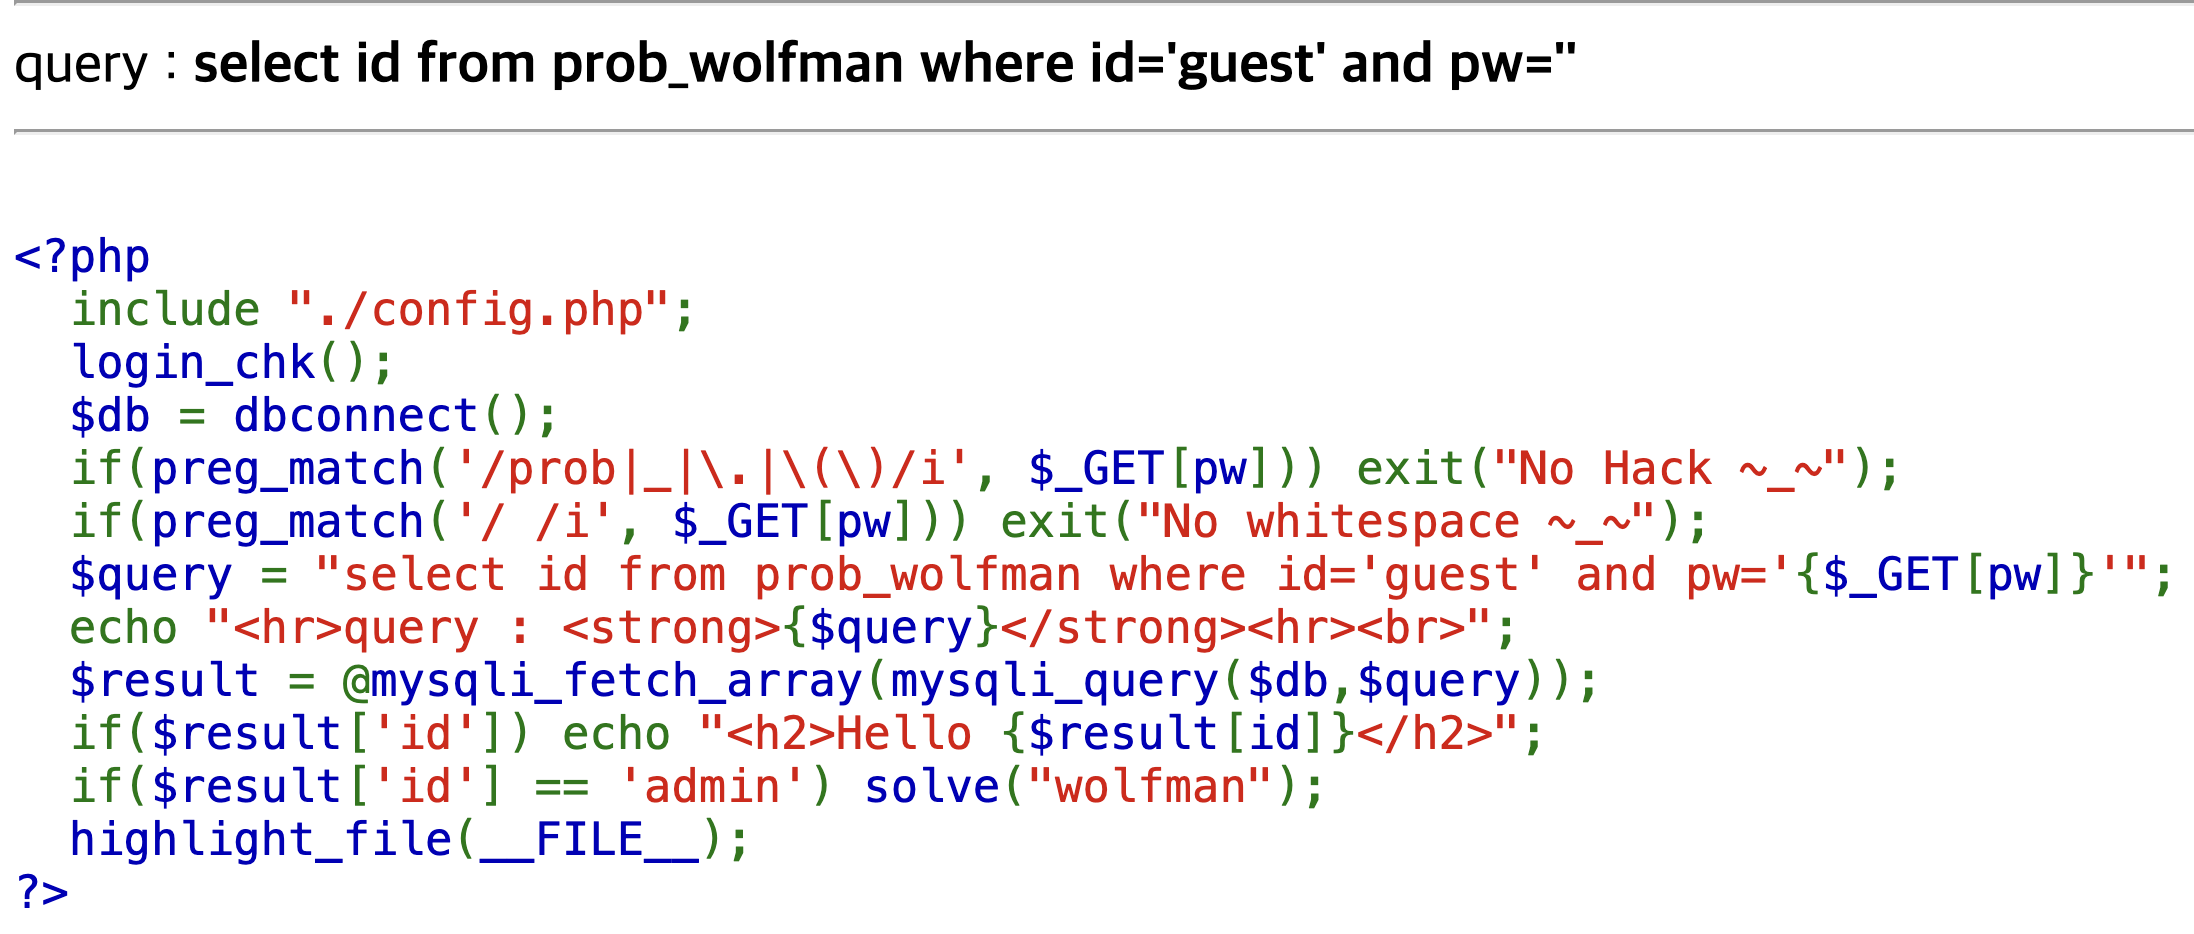 query : select id from prob_wolfman where id='guest' and pw=''
<?php
include "./config.php";
login_chk();
$db = dbconnect();
if(preg_match('/prob|_|\.|\(\)/i', $_GET[pw])) exit("No Hack ~_~");
if(preg_match('/ /i', $_GET[pw])) exit("No whitespace ~_~");
$query = "select id from prob_wolfman where id='guest' and pw='{$_GET[pw]}'";
echo "<hr>query : <strong>{$query}</strong><hr><br>";
$result = @mysqli_fetch_array(mysqli_query($db,$query));
if($result['id']) echo "<h2>Hello {$result[id]}</h2>";
if($result['id'] == 'admin') solve("wolfman");
highlight_file(__FILE__);
?>